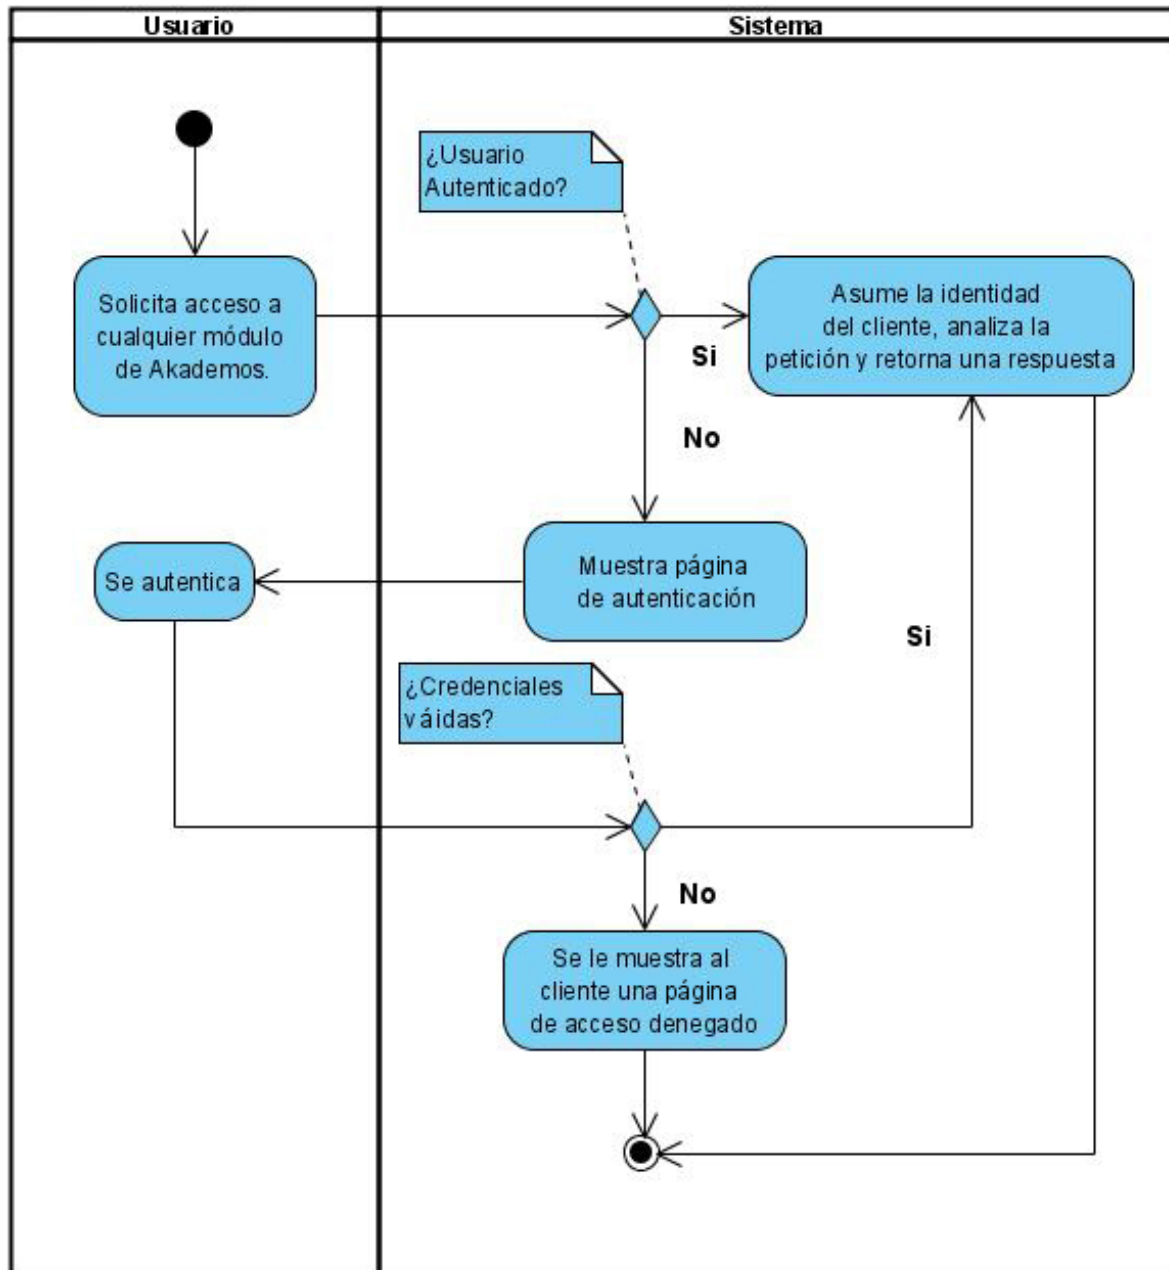 Usuario
Sistema
¿Usuario
Autenticado?
Solicita acceso a
cualquier módulo
de Akademos.
Si
Asume la identidad
del cliente, analiza la
petición y retorna una respuesta
No
Muestra página
de autenticación
Se autentica
Si
¿Credenciales
váidas?
No
Se le muestra al
cliente una página
de acceso denegado